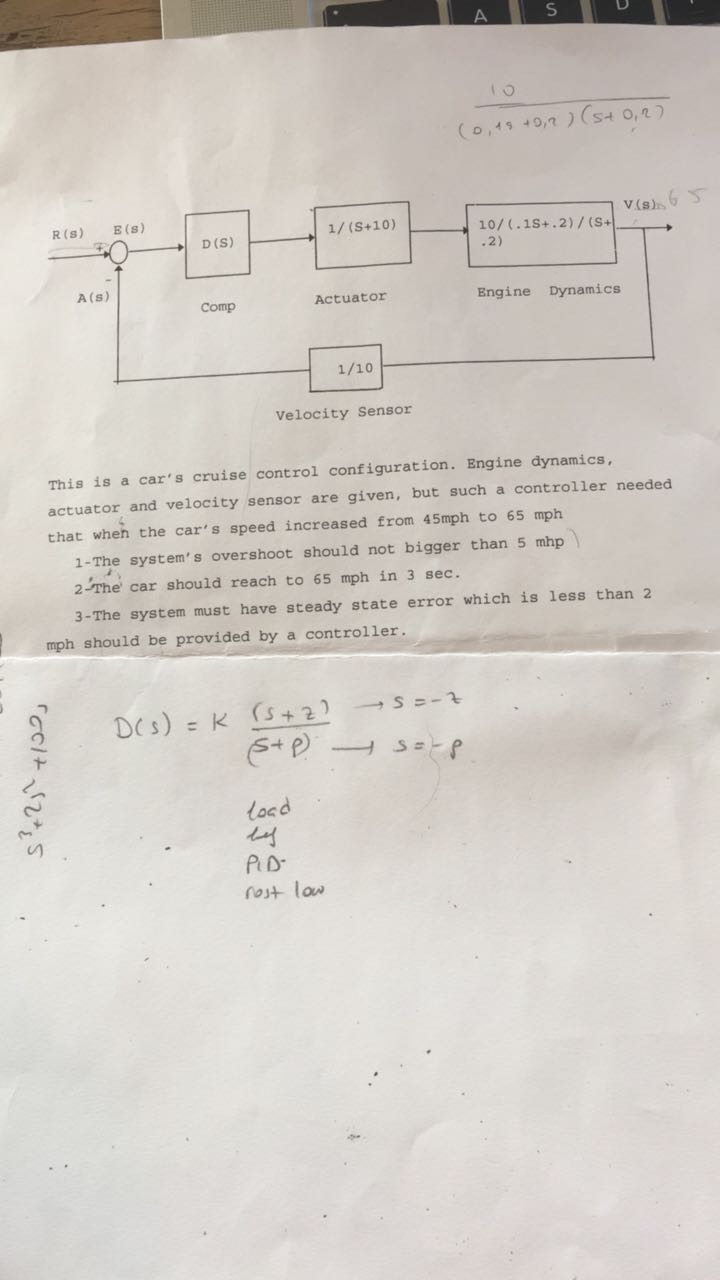 A S D
10
(0,1s +0,2)(s+0,2)
V(s) 65
R(s) E(s)
+
D(S)
1/(S+10)
10/(.1S+.2)/(S+
.2)
-
A(s)
Comp
Actuator
Engine Dynamics
1/10
Velocity Sensor
This is a car's cruise control configuration. Engine dynamics,
actuator and velocity sensor are given, but such a controller needed
that when the car's speed increased from 45mph to 65 mph
1-The system's overshoot should not bigger than 5 mhp
2-The car should reach to 65 mph in 3 sec.
3-The system must have steady state error which is less than 2
mph should be provided by a controller.
D(s) = K (s+z) → s = -z
(s+p) → s = -p
PID